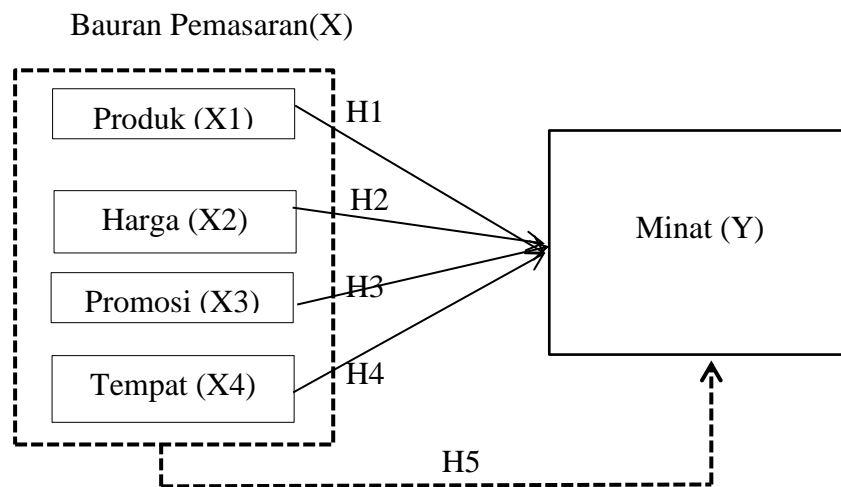 Bauran Pemasaran(X)
Produk (X1)
H1
Harga (X2)
H2
Minat (Y)
Promosi (X3)
H3
Tempat (X4)
H4
H5